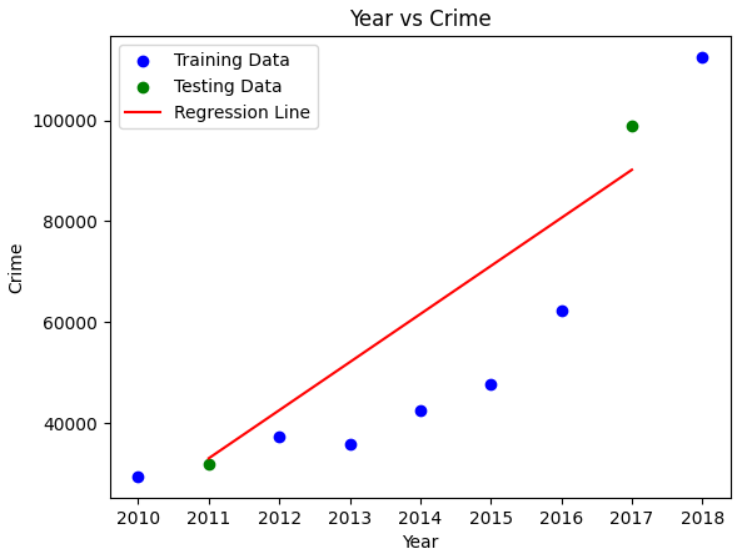 Year vs Crime
Training Data
Testing Data
Regression Line
100000
80000
60000
40000
Crime
2010 2011 2012 2013 2014 2015 2016 2017 2018
Year